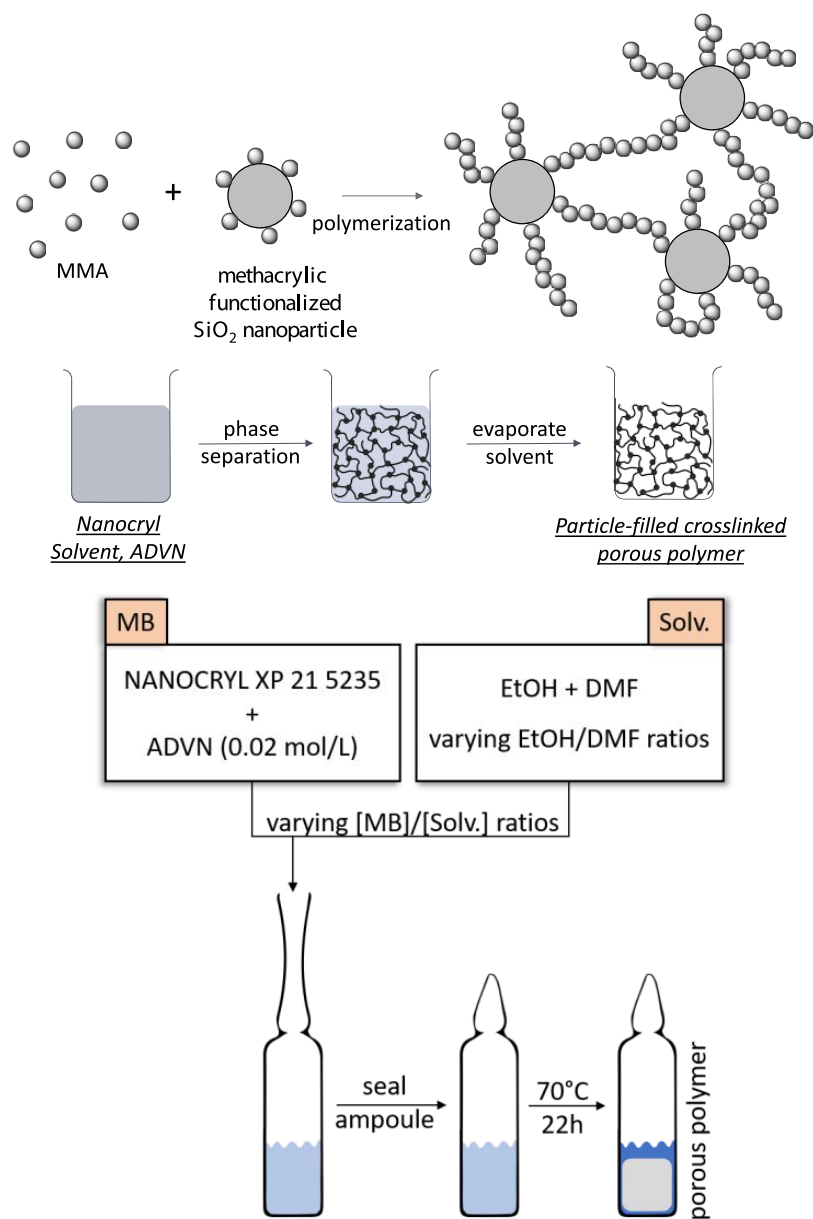 +
polymerization
MMA
methacrylic
functionalized
SiO₂ nanoparticle
phase
separation
evaporate
solvent
Nanocryl
Solvent, ADVN
Particle-filled crosslinked
porous polymer
MB
Solv.
NANOCRYL XP 21 5235
+
ADVN (0.02 mol/L)
EtOH + DMF
varying EtOH/DMF ratios
varying [MB]/[Solv.] ratios
seal
ampoule
70°C
22h
porous polymer